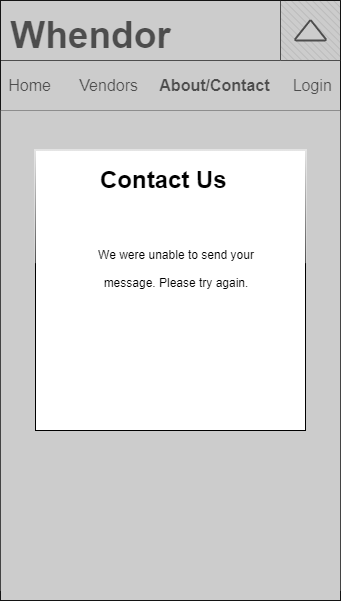 Whendor
Home Vendors About/Contact Login
Contact Us
We were unable to send your
message. Please try again.